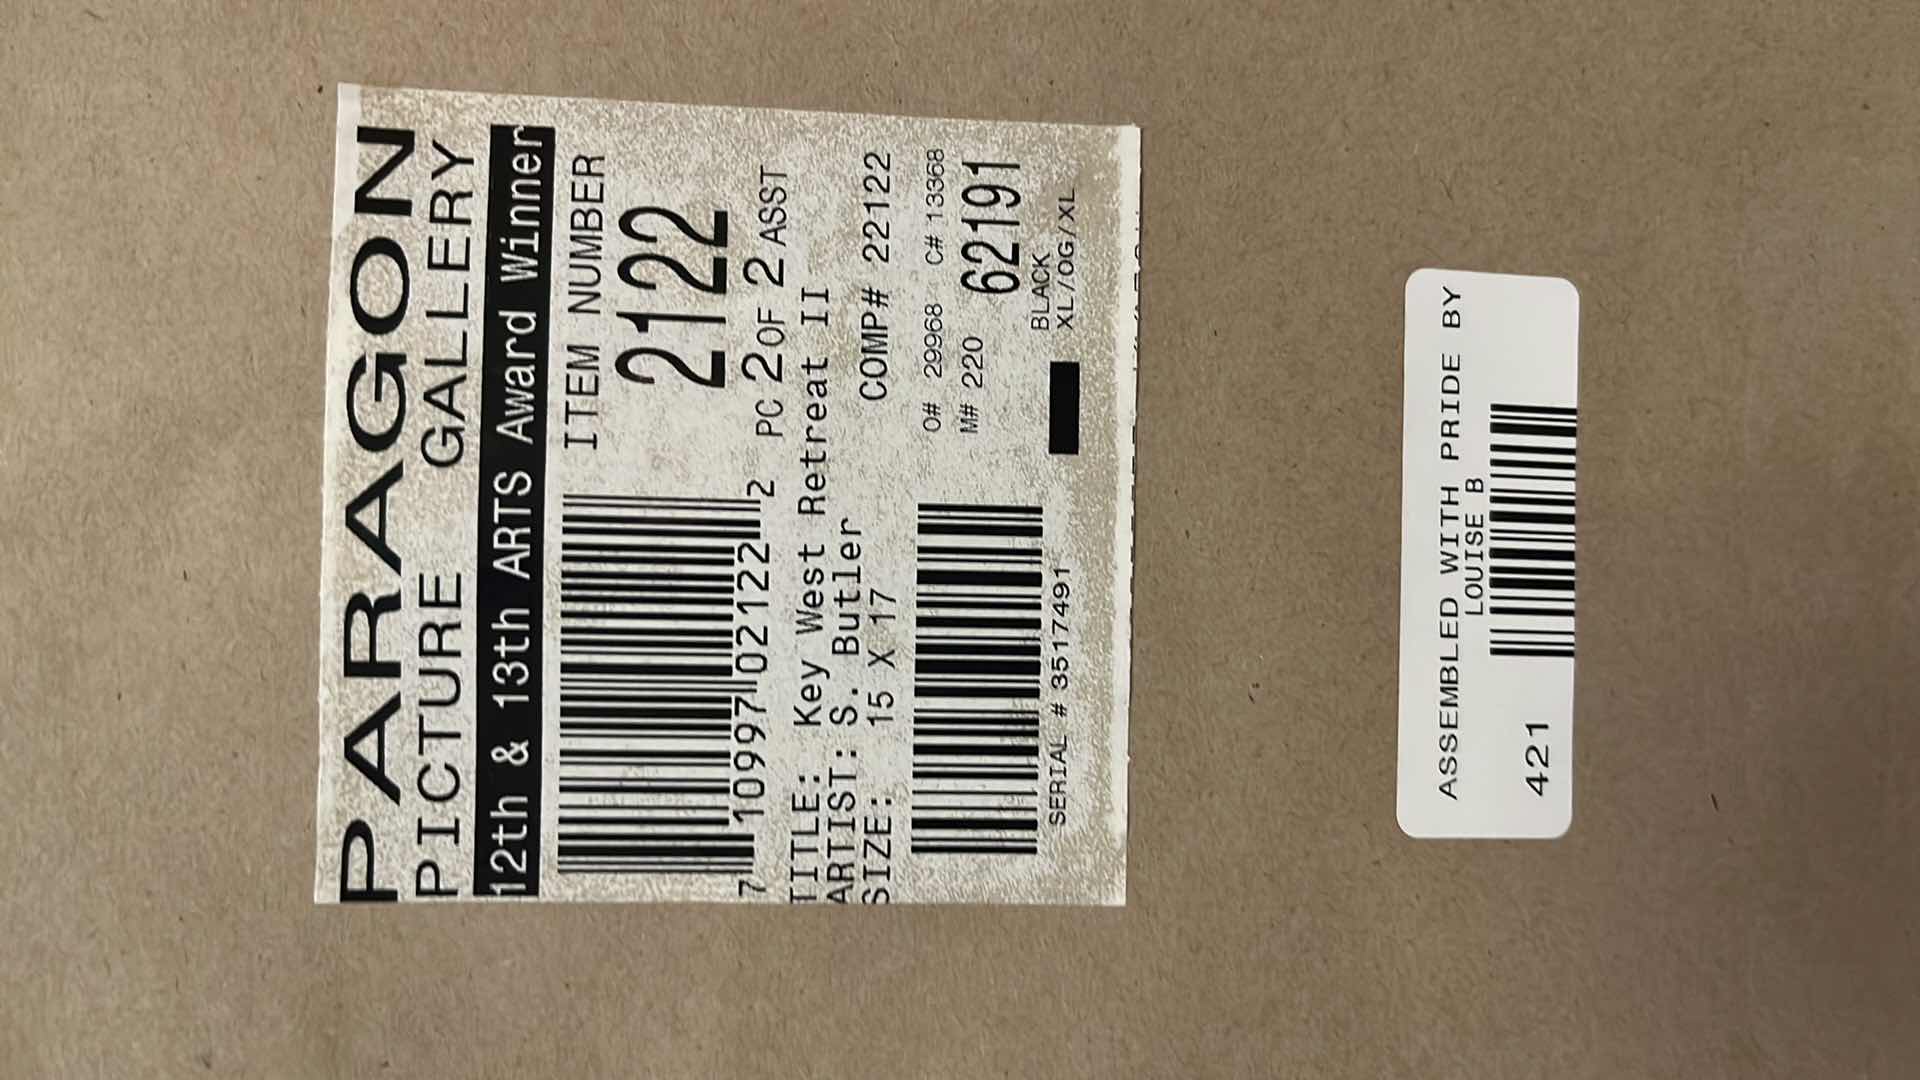 PARAGON
PICTURE GALLERY
12th & 13th ARTS Award Winner
ITEM NUMBER
2122
7 10997 02122 2
PC 2 OF 2 ASST
TITLE: Key West Retreat II
ARTIST: S. Butler
SIZE: 15 X 17
COMP# 22122
O# 29968 C# 13368
M# 220
62191
BLACK
XL/OG/XL
SERIAL # 3517491
ASSEMBLED WITH PRIDE BY
LOUISE B
421